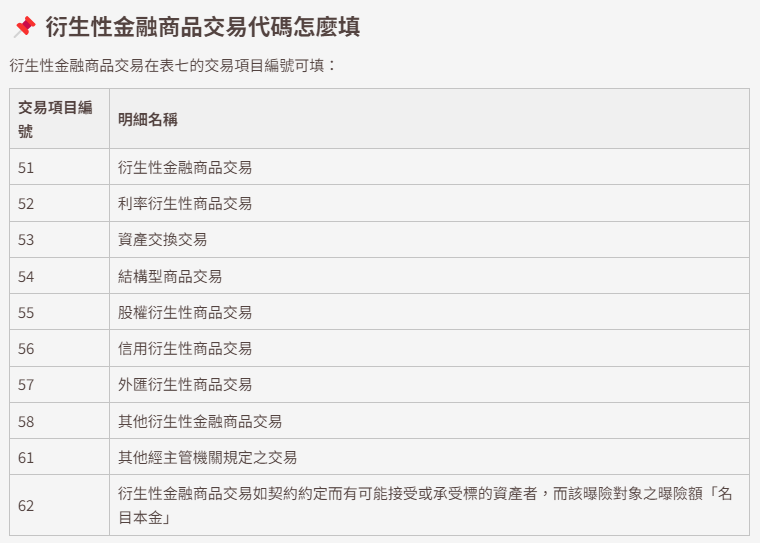 📌 衍生性金融商品交易代碼怎麼填
衍生性金融商品交易在表七的交易項目編號可填：
交易項目編
號
明細名稱
51 衍生性金融商品交易
52 利率衍生性商品交易
53 資產交換交易
54 結構型商品交易
55 股權衍生性商品交易
56 信用衍生性商品交易
57 外匯衍生性商品交易
58 其他衍生性金融商品交易
61 其他經主管機關規定之交易
62 衍生性金融商品交易如契約約定而有可能接受或承受標的資產者，而該曝險對象之曝險額「名
目本金」